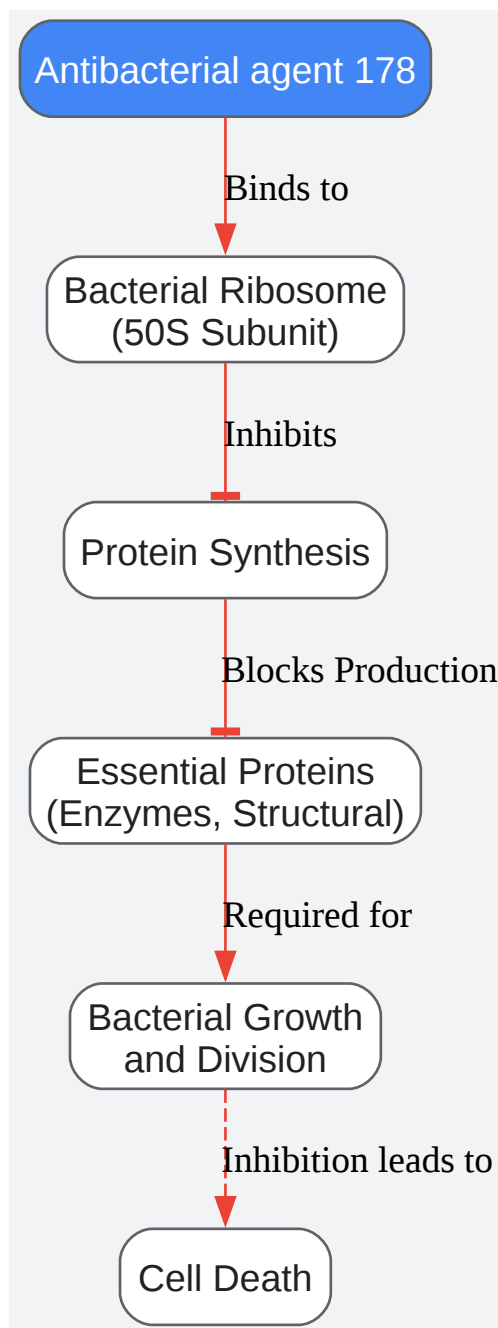 Antibacterial agent 178
Binds to
Bacterial Ribosome
(50S Subunit)
Inhibits
Protein Synthesis
Blocks Production
Essential Proteins
(Enzymes, Structural)
Required for
Bacterial Growth
and Division
Inhibition leads to
Cell Death